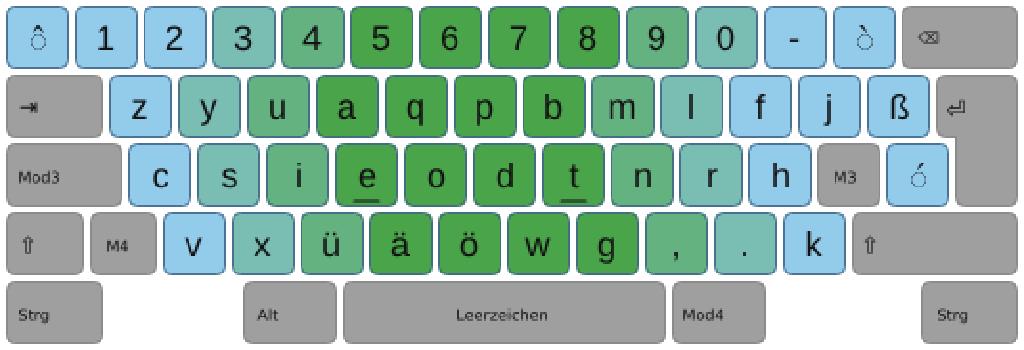 ◌̂ 1 2 3 4 5 6 7 8 9 0 - ◌̀ ⌫
⇥ z y u a q p b m l f j ß ⏎
Mod3 c s i e o d t n r h M3 ◌́
⇧ M4 v x ü ä ö w g , . k ⇧
Strg Alt Leerzeichen Mod4 Strg